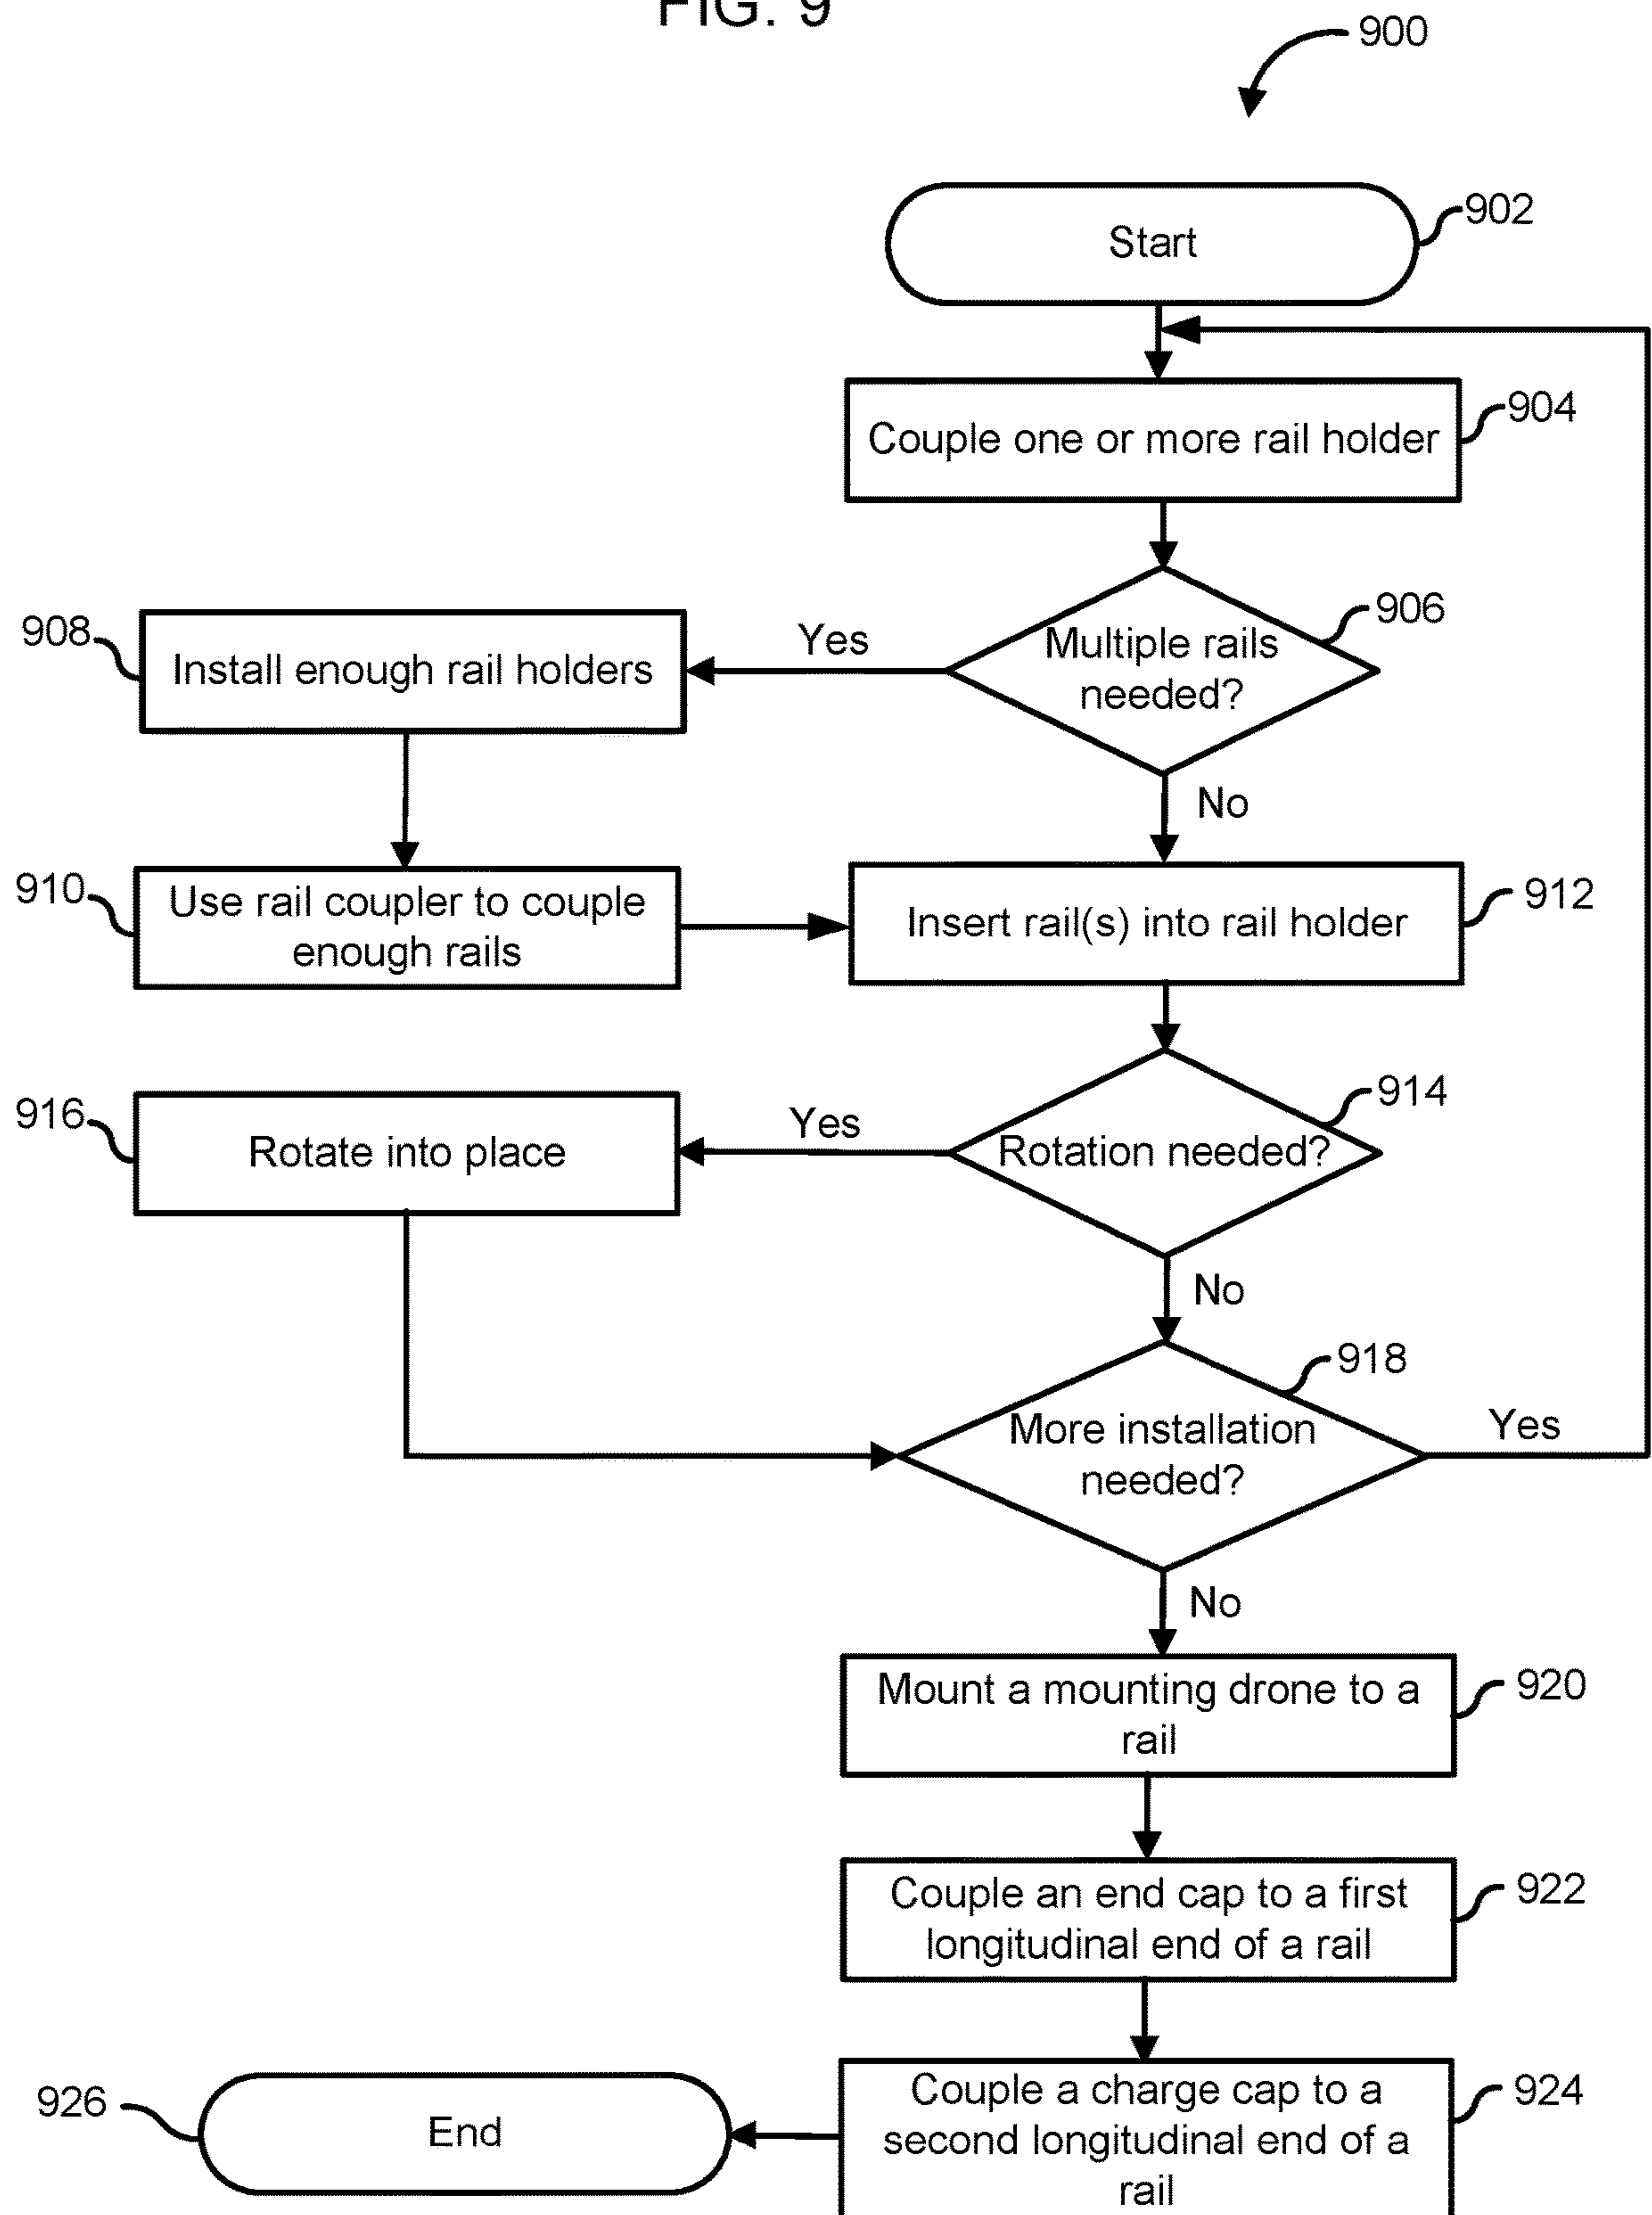 FIG. 9
900
Start
902
Couple one or more rail holder
904
Multiple rails
needed?
906
Yes
908
Install enough rail holders
No
910
Use rail coupler to couple
enough rails
Insert rail(s) into rail holder
912
Rotation needed?
914
Yes
916
Rotate into place
No
More installation
needed?
918
Yes
No
Mount a mounting drone to a
rail
920
Couple an end cap to a first
longitudinal end of a rail
922
Couple a charge cap to a
second longitudinal end of a
rail
924
926
End